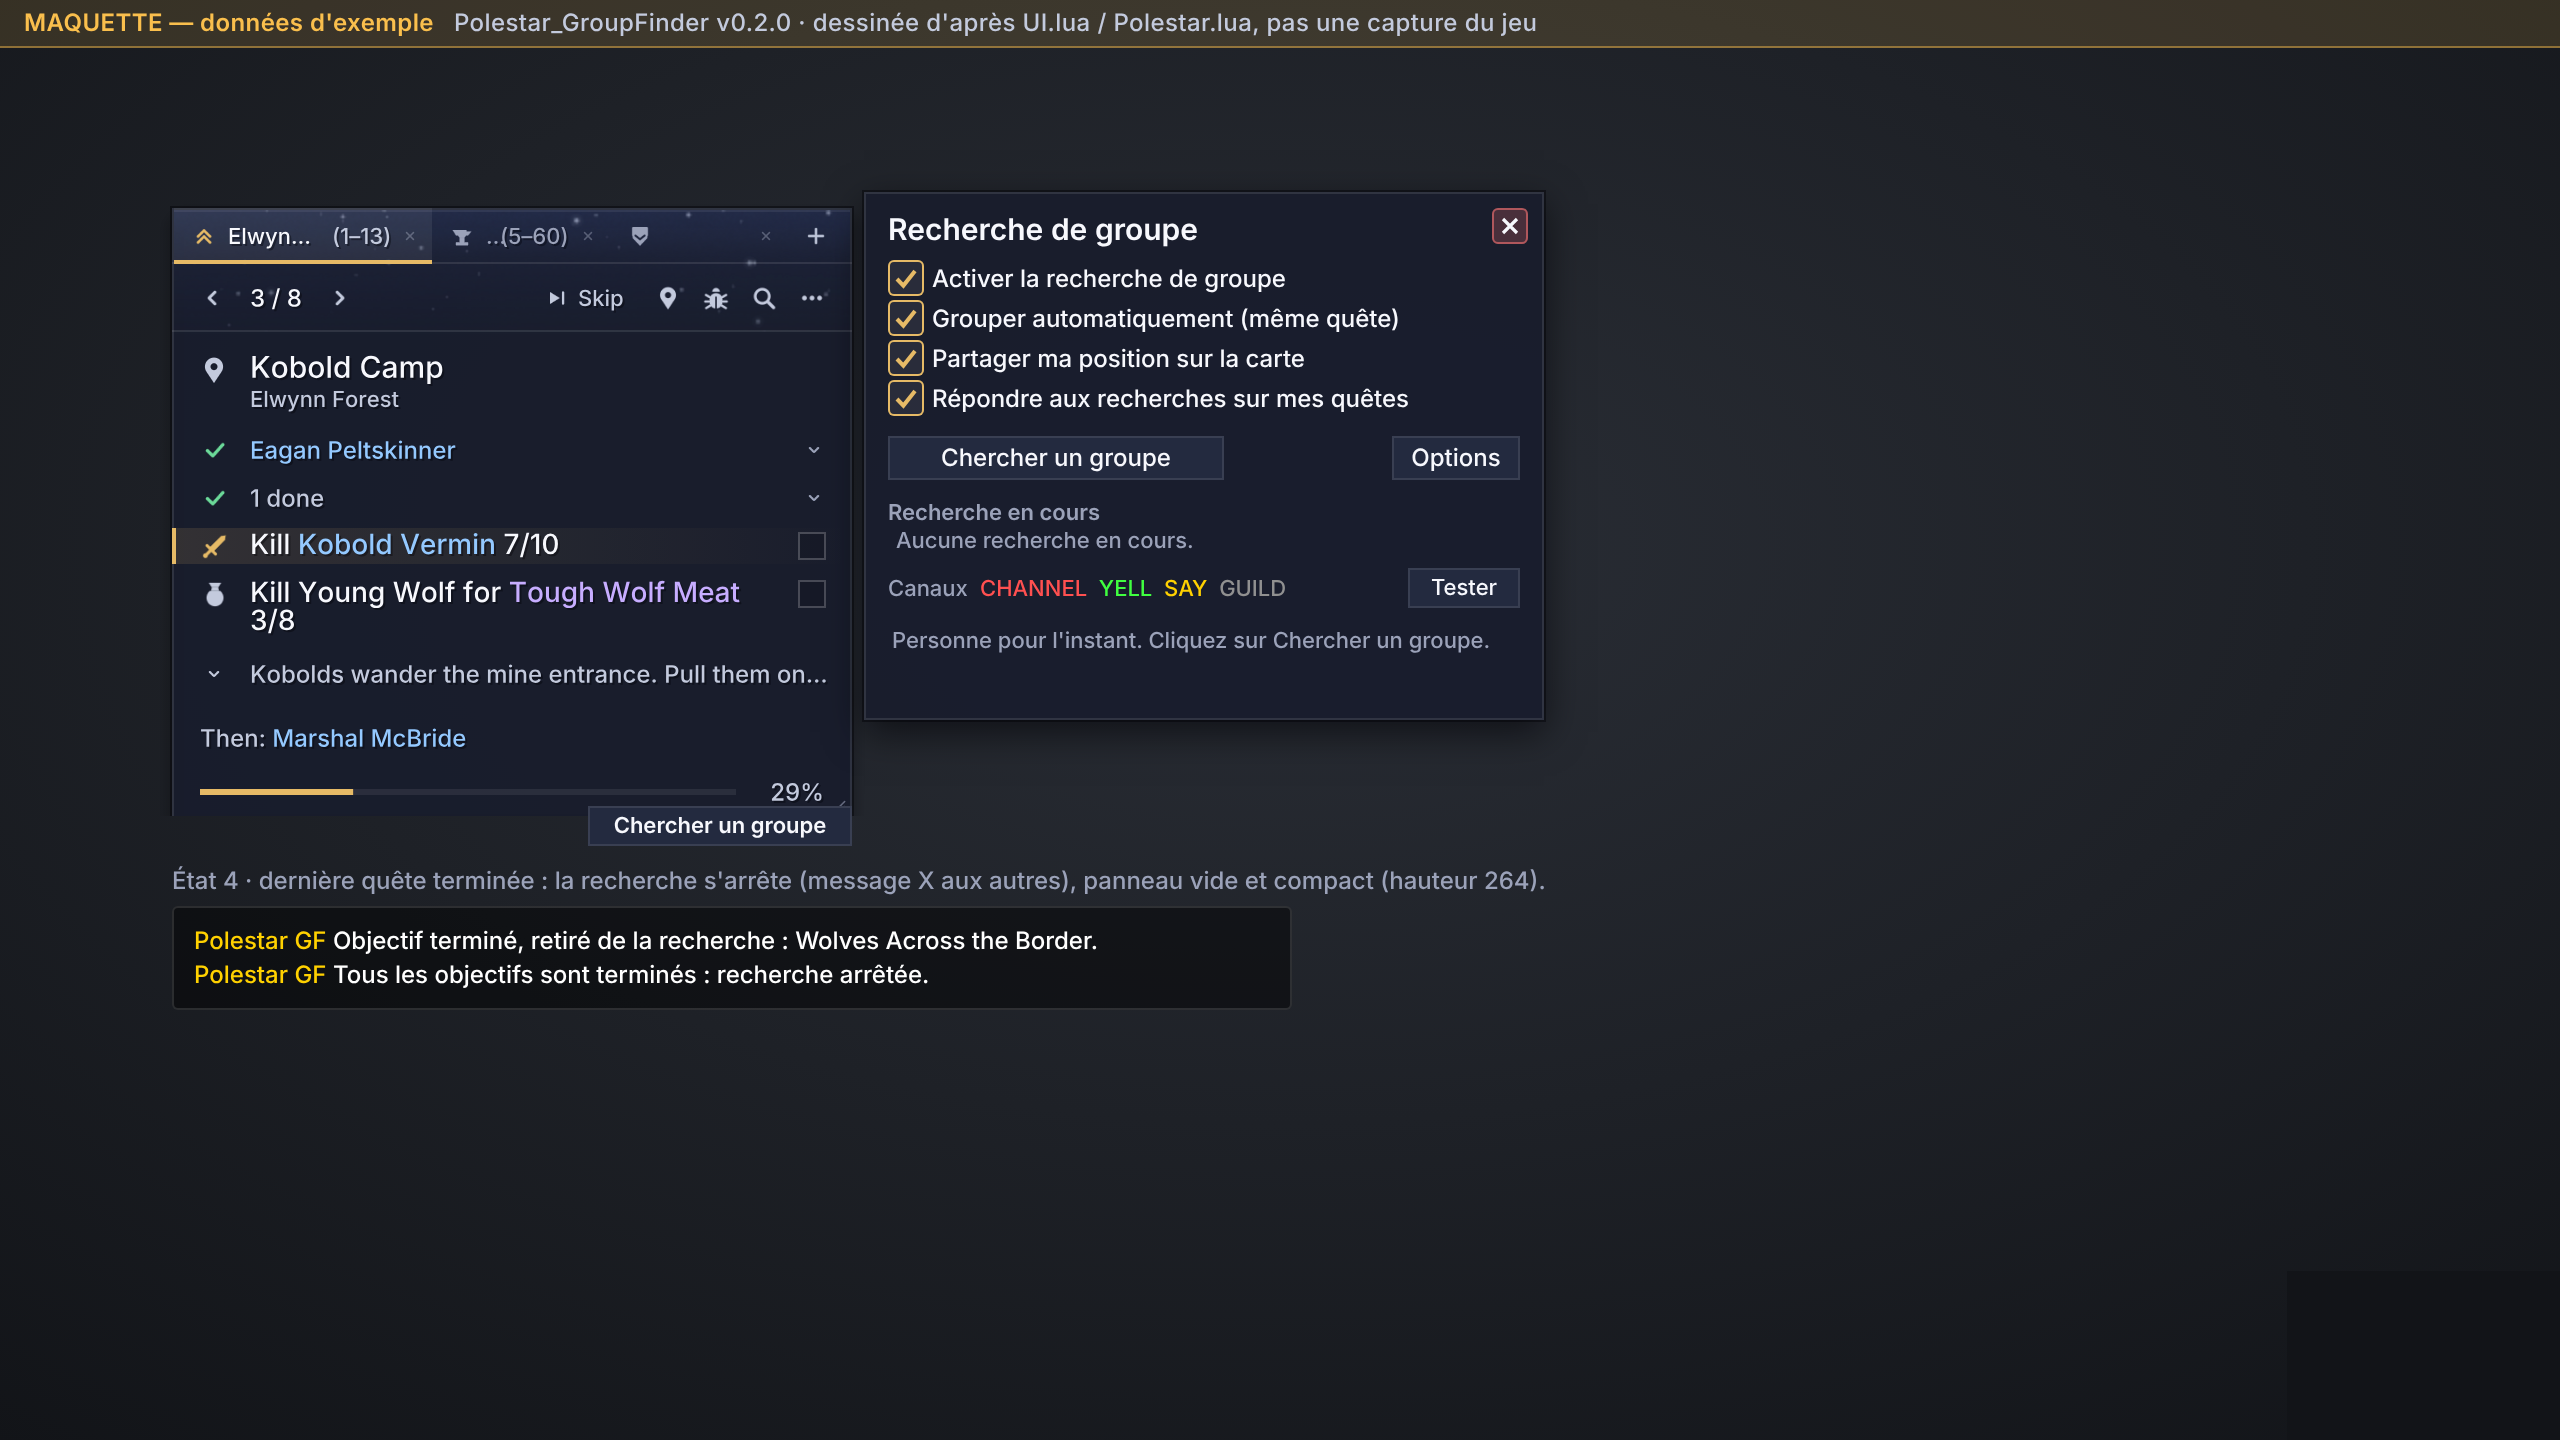 MAQUETTE — données d'exemple Polestar_GroupFinder v0.2.0 · dessinée d'après UI.lua / Polestar.lua, pas une capture du jeu
Elwyn... (1–13) × ...(5–60) × × +
3 / 8
Skip
Kobold Camp
Elwynn Forest
Eagan Peltskinner
1 done
Kill Kobold Vermin 7/10
Kill Young Wolf for Tough Wolf Meat
3/8
Kobolds wander the mine entrance. Pull them on...
Then: Marshal McBride
29%
Chercher un groupe
Recherche de groupe
Activer la recherche de groupe
Grouper automatiquement (même quête)
Partager ma position sur la carte
Répondre aux recherches sur mes quêtes
Chercher un groupe Options
Recherche en cours
Aucune recherche en cours.
Canaux CHANNEL YELL SAY GUILD Tester
Personne pour l'instant. Cliquez sur Chercher un groupe.
État 4 · dernière quête terminée : la recherche s'arrête (message X aux autres), panneau vide et compact (hauteur 264).
Polestar GF Objectif terminé, retiré de la recherche : Wolves Across the Border.
Polestar GF Tous les objectifs sont terminés : recherche arrêtée.